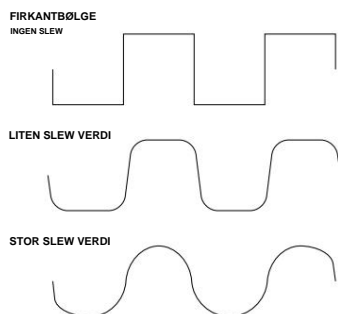 FIRKANTBØLGE
INGEN SLEW
LITEN SLEW VERDI
STOR SLEW VERDI